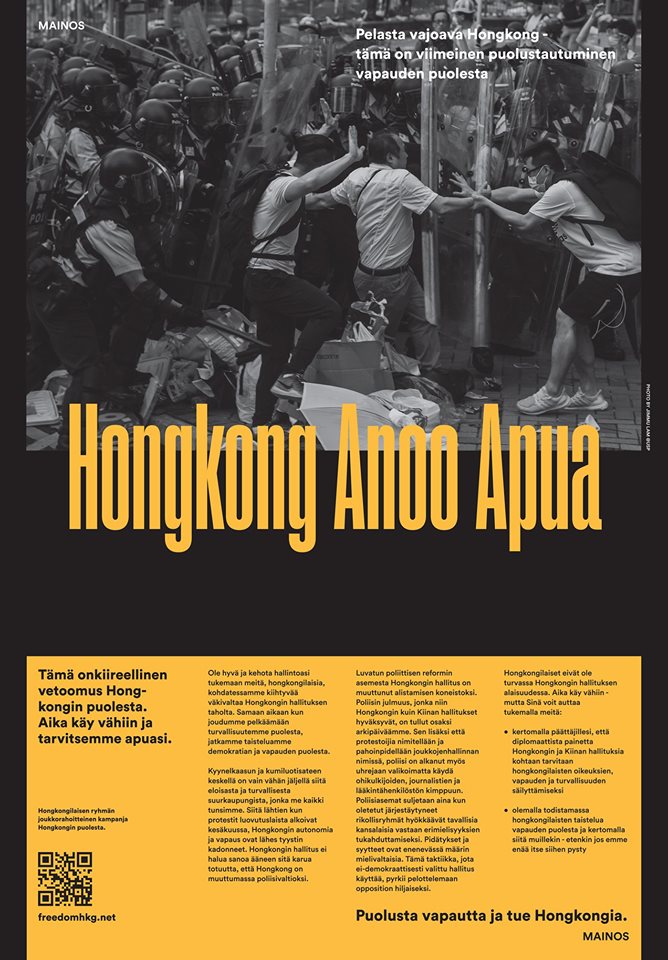 MAINOS
Pelasta vajoava Hongkong -
tämä on viimeinen puolustautuminen
vapauden puolesta
PHOTO BY JIMMY LAM @USP
Hongkong Anoo Apua
Tämä onkiireellinen
vetoomus Hong-
kongin puolesta.
Aika käy vähiin ja
tarvitsemme apuasi.
Hongkongilaisen ryhmän
joukkorahoitteinen kampanja
Hongkongin puolesta.
freedomhkg.net
Ole hyvä ja kehota hallintoasi
tukemaan meitä, hongkongilaisia,
kohdatessamme kiihtyvää
väkivaltaa Hongkongin hallituksen
taholta. Samaan aikaan kun
joudumme pelkäämään
turvallisuutemme puolesta,
jatkamme taisteluamme
demokratian ja vapauden puolesta.
Kyynelkaasun ja kumiluotisateen
keskellä on vain vähän jäljellä siitä
eloisasta ja turvallisesta
suurkaupungista, jonka me kaikki
tunsimme. Siitä lähtien kun
protestit luovutuslaista alkoivat
kesäkuussa, Hongkongin autonomia
ja vapaus ovat lähes tyystin
kadonneet. Hongkongin hallitus ei
halua sanoa ääneen sitä karua
totuutta, että Hongkong on
muuttumassa poliisivaltioksi.
Luvatun poliittisen reformin
asemesta Hongkongin hallitus on
muuttunut alistamisen koneistoksi.
Poliisin julmuus, jonka niin
Hongkongin kuin Kiinan hallitukset
hyväksyvät, on tullut osaksi
arkipäiväämme. Sen lisäksi että
protestoijia nimitellään ja
pahoinpidellään joukkojenhallinnan
nimissä, poliisi on alkanut myös
uhrejaan valikoimatta käydä
ohikulkijoiden, journalistien ja
lääkintähenkilöstön kimppuun.
Poliisiasemat suljetaan aina kun
oletetut järjestäytyneet
rikollisryhmät hyökkäävät tavallisia
kansalaisia vastaan erimielisyyksien
tukahduttamiseksi. Pidätykset ja
syytteet ovat enenevässä määrin
mielivaltaisia. Tämä taktiikka, jota
ei-demokraattisesti valittu hallitus
käyttää, pyrkii pelottelemaan
opposition hiljaiseksi.
Hongkongilaiset eivät ole
turvassa Hongkongin hallituksen
alaisuudessa. Aika käy vähiin -
mutta Sinä voit auttaa
tukemalla meitä:
• kertomalla päättäjillesi, että
diplomaattista painetta
Hongkongin ja Kiinan hallituksia
kohtaan tarvitaan
hongkongilaisten oikeuksien,
vapauden ja turvallisuuden
säilyttämiseksi
• olemalla todistamassa
hongkongilaisten taistelua
vapauden puolesta ja kertomalla
siitä muillekin - etenkin jos emme
enää itse siihen pysty
Puolusta vapautta ja tue Hongkongia.
MAINOS